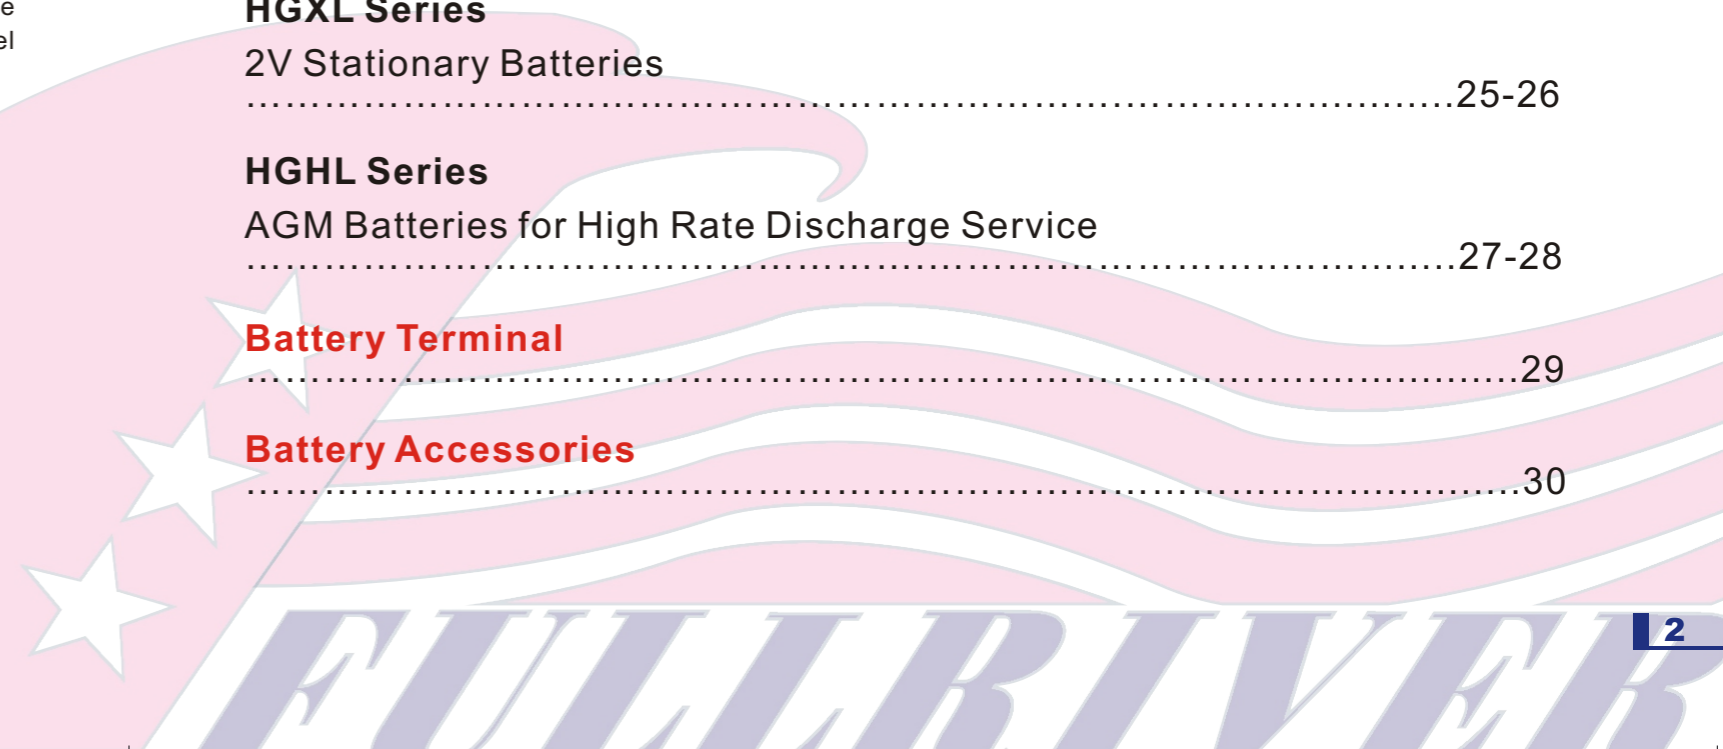 HGXL Series
2V Stationary Batteries
................................................................................................25-26
HGHL Series
AGM Batteries for High Rate Discharge Service
................................................................................................27-28
Battery Terminal
................................................................................................29
Battery Accessories
................................................................................................30
FULLRIVER
2